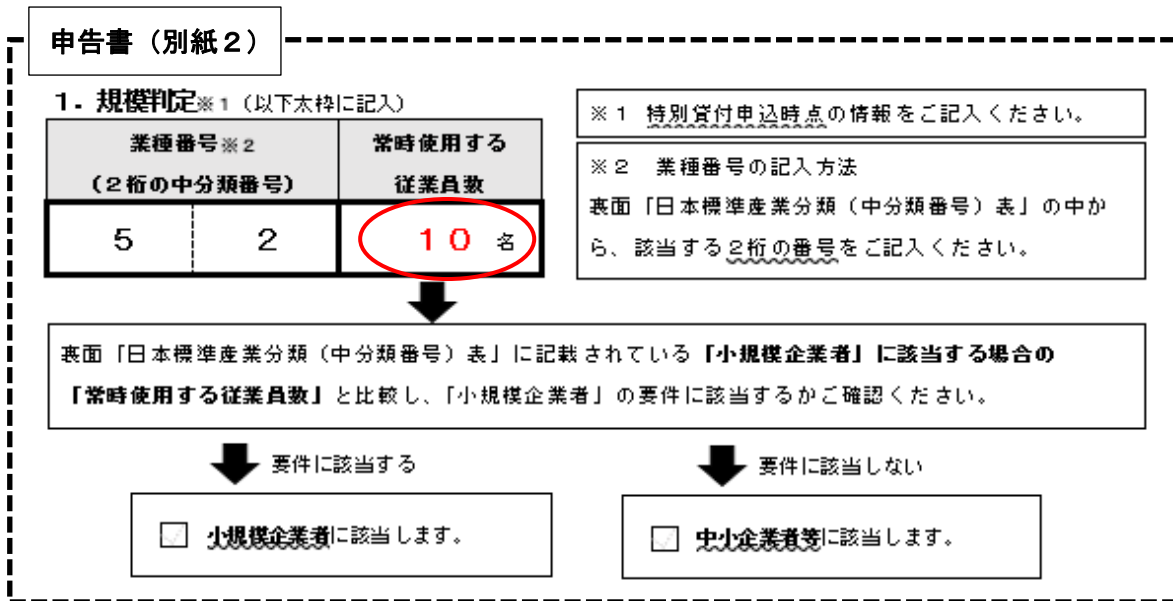 申告書（別紙２）
１．規模判定※１（以下太枠に記入）
業種番号※２
（２桁の中分類番号）
常時使用する
従業員数
５ ２
１０ 名
※１ 特別貸付申込時点の情報をご記入ください。
※２ 業種番号の記入方法
裏面「日本標準産業分類（中分類番号）表」の中か
ら、該当する２桁の番号をご記入ください。
裏面「日本標準産業分類（中分類番号）表」に記載されている「小規模企業者」に該当する場合の
「常時使用する従業員数」と比較し、「小規模企業者」の要件に該当するかご確認ください。
要件に該当する
要件に該当しない
小規模企業者に該当します。
中小企業者等に該当します。